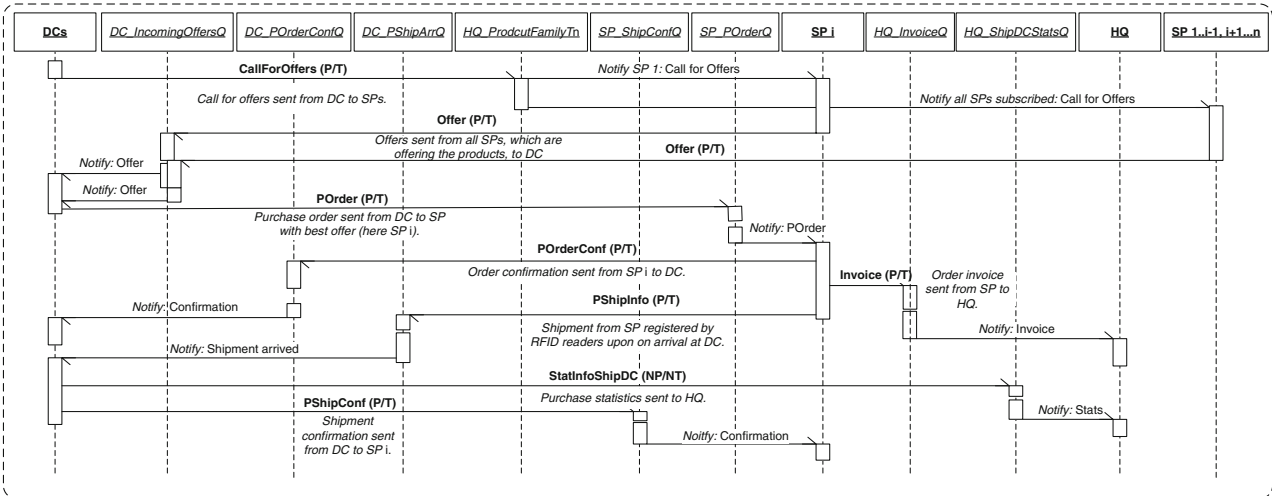 DCs
DC_IncomingOffersQ
DC_POrderConfQ
DC_PShipArrQ
HQ_ProdcutFamilyTn
SP_ShipConfQ
SP_POrderQ
SP i
HQ_InvoiceQ
HQ_ShipDCStatsQ
HQ
SP 1..i-1, i+1...n
CallForOffers (P/T)
Notify SP 1: Call for Offers
Call for offers sent from DC to SPs.
Notify all SPs subscribed: Call for Offers
Offer (P/T)
Offers sent from all SPs, which are
offering the products, to DC
Offer (P/T)
Notify: Offer
Notify: Offer
POrder (P/T)
Purchase order sent from DC to SP
with best offer (here SP i).
Notify: POrder
POrderConf (P/T)
Order confirmation sent from SP i to DC.
Invoice (P/T)
Order invoice
sent from SP to
HQ.
Notify: Confirmation
PShipInfo (P/T)
Shipment from SP registered by
RFID readers upon on arrival at DC.
Notify: Invoice
Notify: Shipment arrived
StatInfoShipDC (NP/NT)
Purchase statistics sent to HQ.
PShipConf (P/T)
Shipment
confirmation sent
from DC to SP i.
Notify: Stats
Noitfy: Confirmation